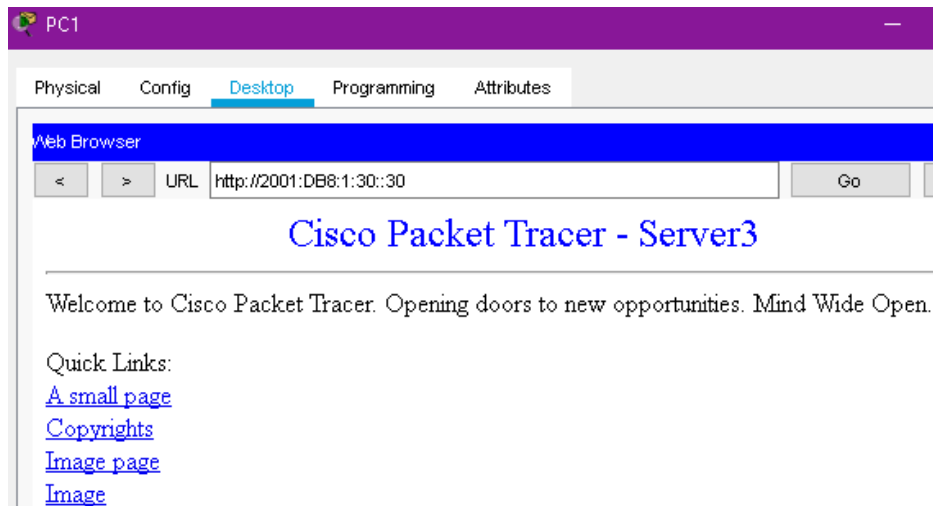 PC1
Physical Config Desktop Programming Attributes
Web Browser
< > URL http://2001:DB8:1:30::30 Go
Cisco Packet Tracer - Server3
Welcome to Cisco Packet Tracer. Opening doors to new opportunities. Mind Wide Open.
Quick Links:
A small page
Copyrights
Image page
Image